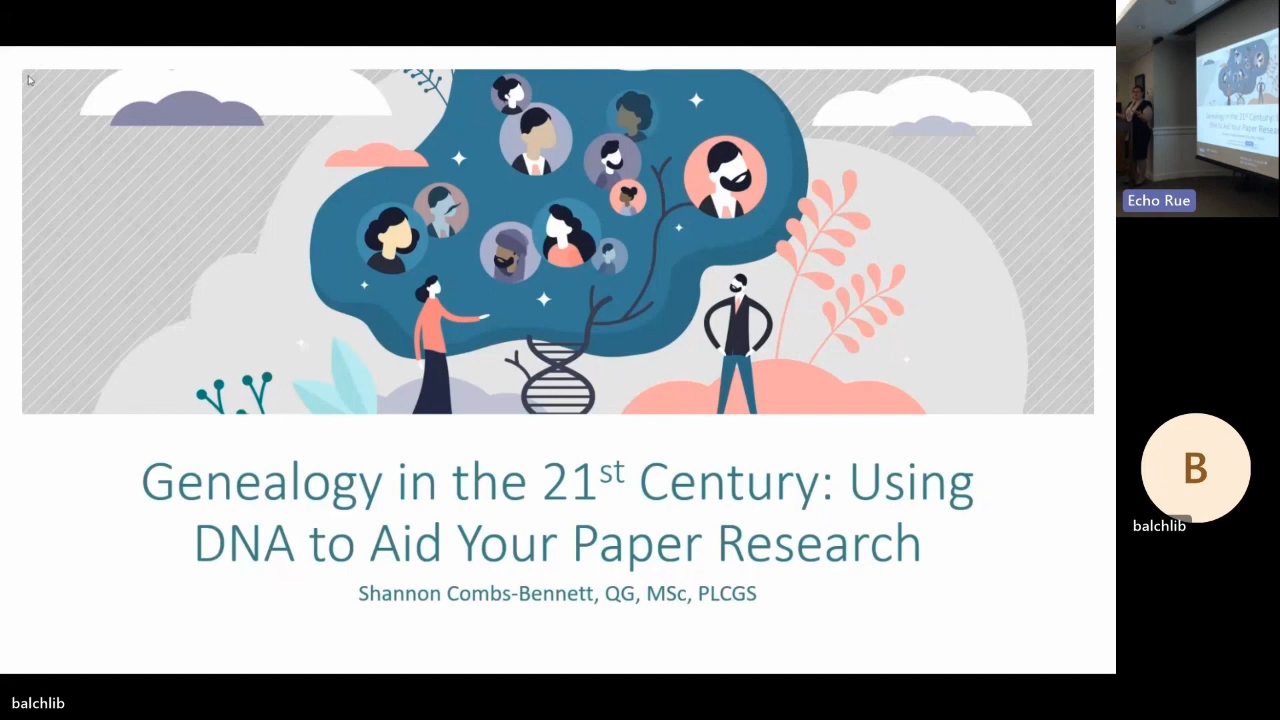 Echo Rue
Genealogy in the 21st Century: Using
DNA to Aid Your Paper Research
Shannon Combs-Bennett, QG, MSc, PLCGS
B
balchlib
balchlib